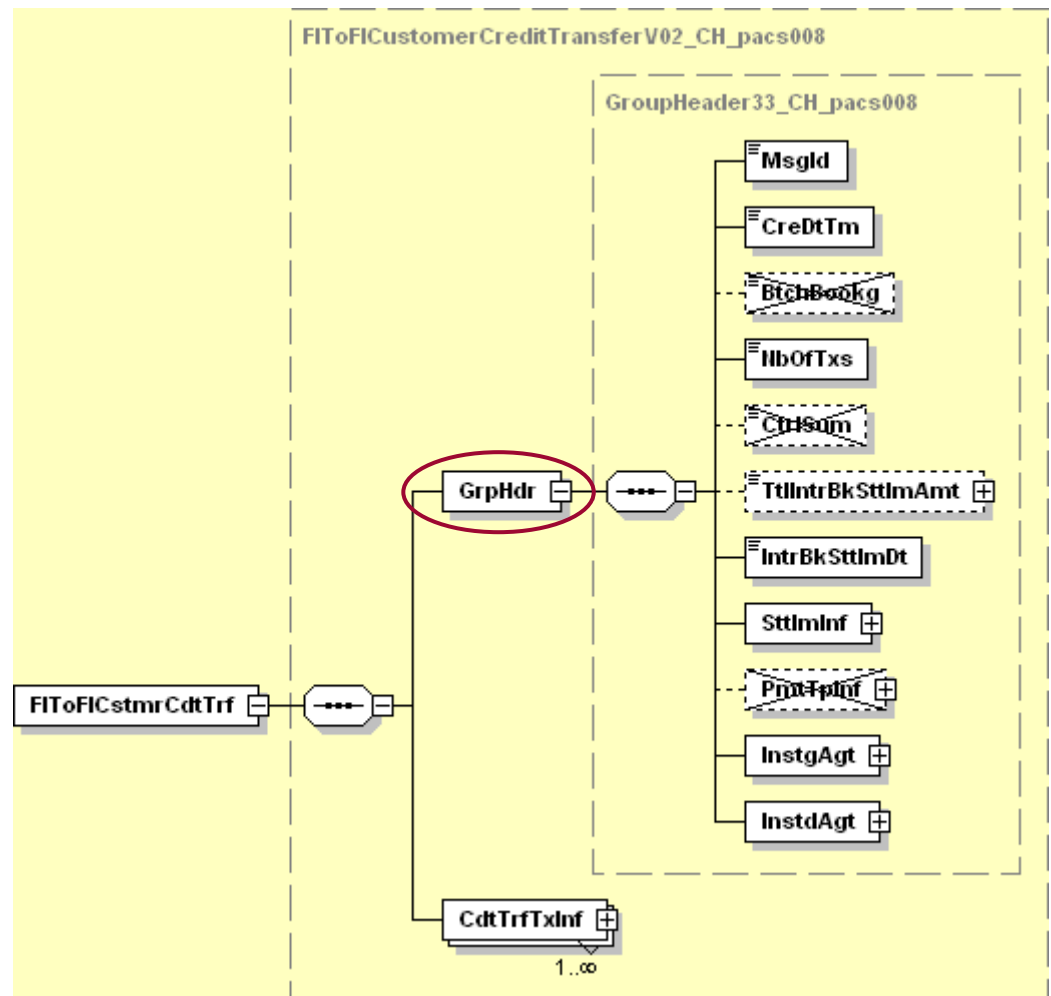 FIToFICustomerCreditTransferV02_CH_pacs008
GroupHeader33_CH_pacs008
MsgId
CreDtTm
BtchBookg
NbOfTxs
CtrlSum
GrpHdr
TtlIntrBkSttlmAmt
IntrBkSttlmDt
SttlmInf
PmtTpInf
FIToFICstmrCdtTrf
InstgAgt
InstdAgt
CdtTrfTxInf
1..∞